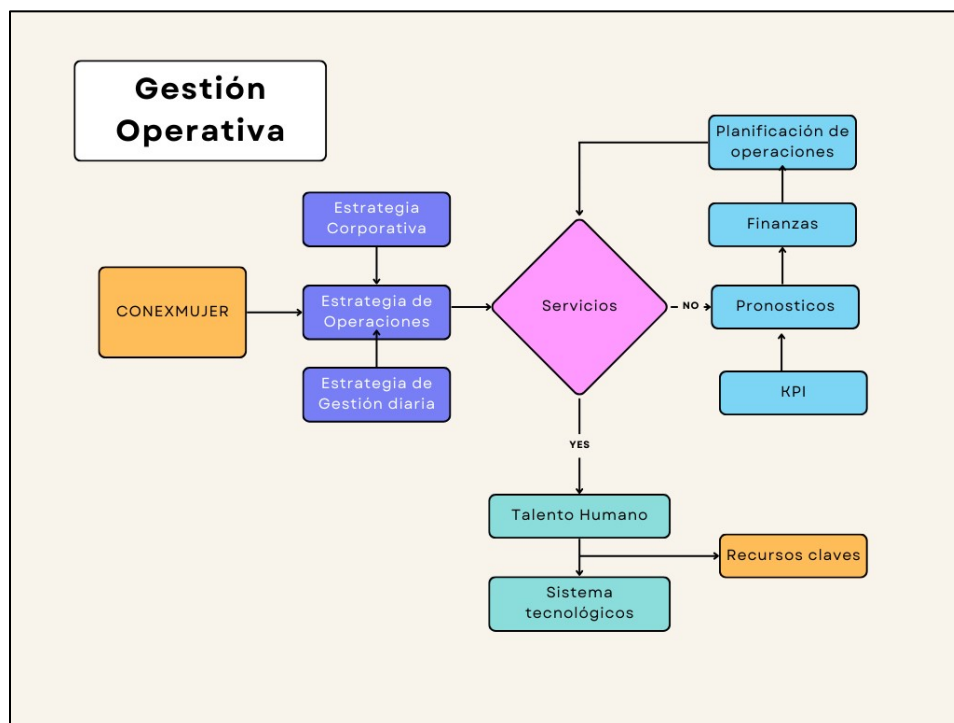 Gestión
Operativa
Planificación de
operaciones
Estrategia
Corporativa
Finanzas
CONEXMUJER
Estrategia de
Operaciones
Servicios
NO
Pronosticos
Estrategia de
Gestión diaria
KPI
YES
Talento Humano
Recursos claves
Sistema
tecnológicos